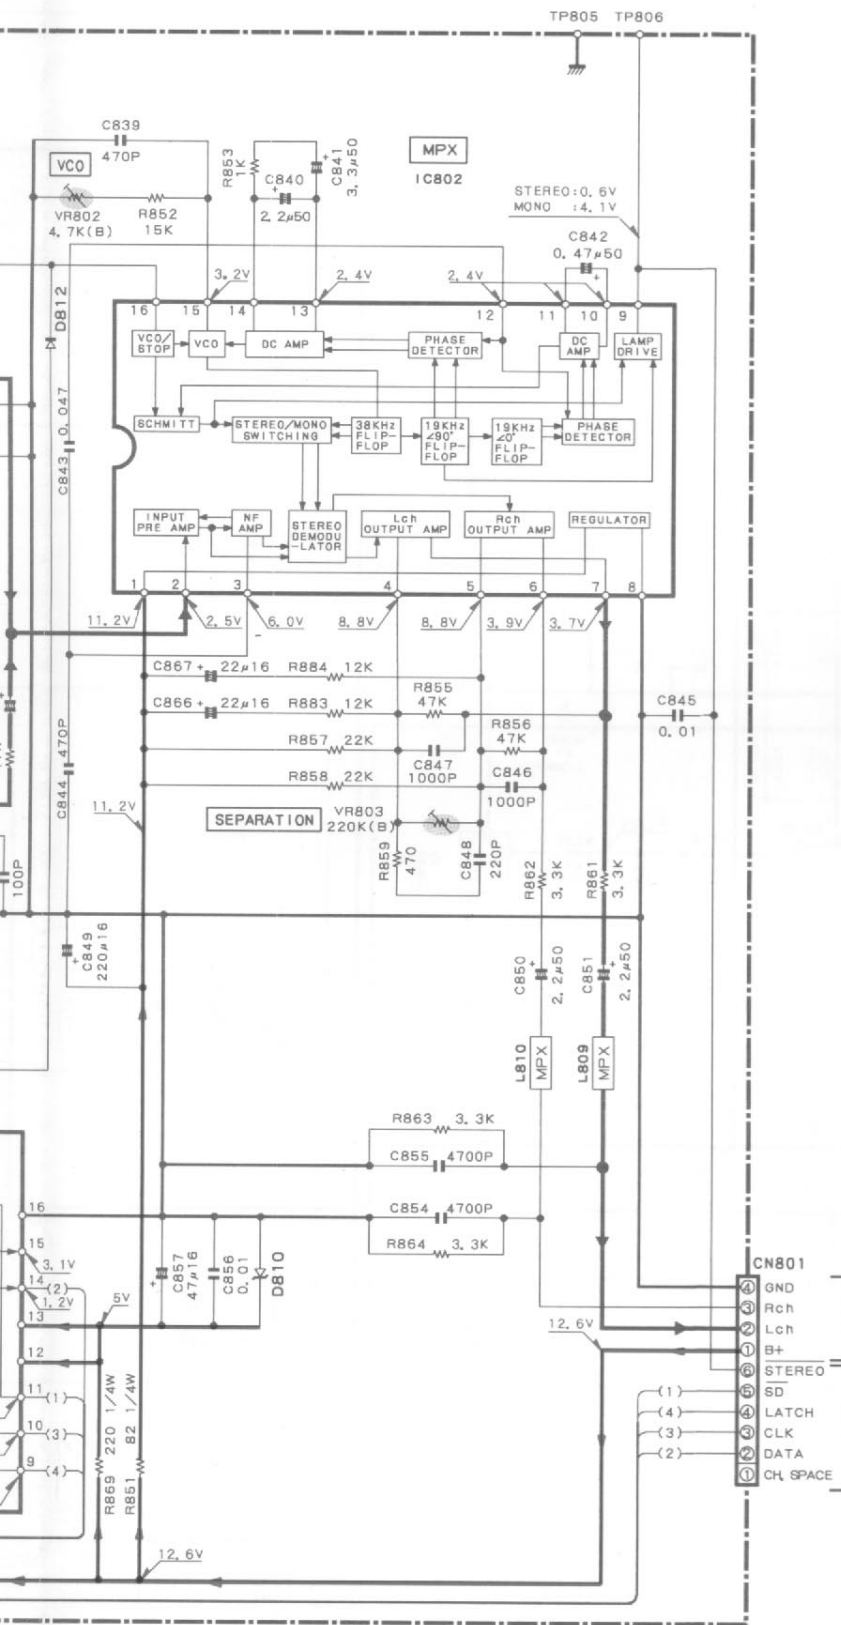 TP805 TP806
C839
470P
VCO
VR802
4.7K(B)
R852
15K
R853
1K
C840
2.2µ50
C841
3.3µ50
MPX
IC802
STEREO:0.6V
MONO :4.1V
C842
0.47µ50
3.2V
2.4V
2.4V
D812
16 15 14 13 12 11 10 9
VCO/
STOP
VCO
DC AMP
PHASE
DETECTOR
DC
AMP
LAMP
DRIVE
C843 0.047
SCHMITT
STEREO/MONO
SWITCHING
38KHz
FLIP-
FLOP
19KHz
∠90°
FLIP-
FLOP
19KHz
∠0°
FLIP-
FLOP
PHASE
DETECTOR
INPUT
PRE AMP
NF
AMP
STEREO
DEMODU
-LATOR
Lch
OUTPUT AMP
Rch
OUTPUT AMP
REGULATOR
1 2 3 4 5 6 7 8
11.2V 2.5V 6.0V 8.8V 8.8V 3.9V 3.7V
C867 + 22µ16 R884 12K
C866 + 22µ16 R883 12K
R855
47K
R856
47K
C845
0.01
R857 22K
C847
1000P
C844 470P
R858 22K
C846
1000P
11.2V
SEPARATION
VR803
220K(B)
R859
470
C848
220P
R862
3.3K
R861
3.3K
100P
C849
220µ16
C850
2.2µ50
C851
2.2µ50
L810
MPX
L809
MPX
R863 3.3K
C855 4700P
C854 4700P
R864 3.3K
16
15
3.1V
14 (2)
1.2V
13
5V
12
11 (1)
10 (3)
9 (4)
C857
47µ16
C856
0.01
D810
12.6V
CN801
4 GND
3 Rch
2 Lch
1 B+
6 STEREO
(1) 5 SD
(4) 4 LATCH
(3) 3 CLK
(2) 2 DATA
1 CH. SPACE
R869 220 1/4W
R851 82 1/4W
12.6V